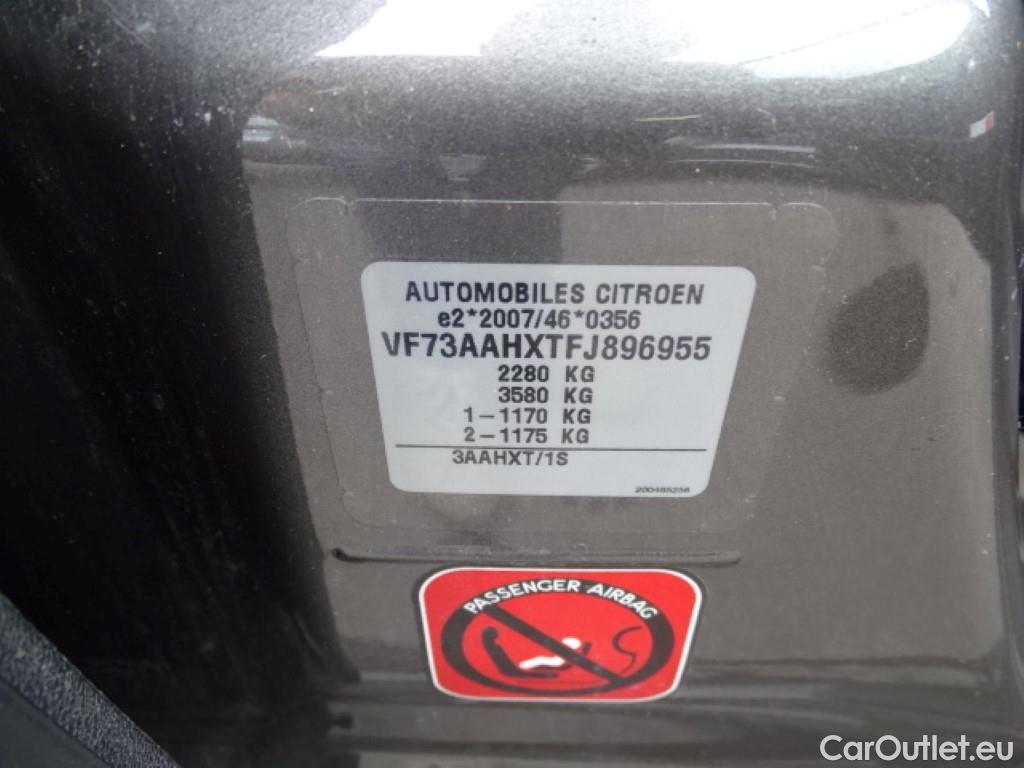 AUTOMOBILES CITROEN
e2*2007/46*0356
VF73AAHXTFJ896955
2280 KG
3580 KG
1-1170 KG
2-1175 KG
3AAHXT/1S
200485256
PASSENGER AIRBAG
CarOutlet.eu